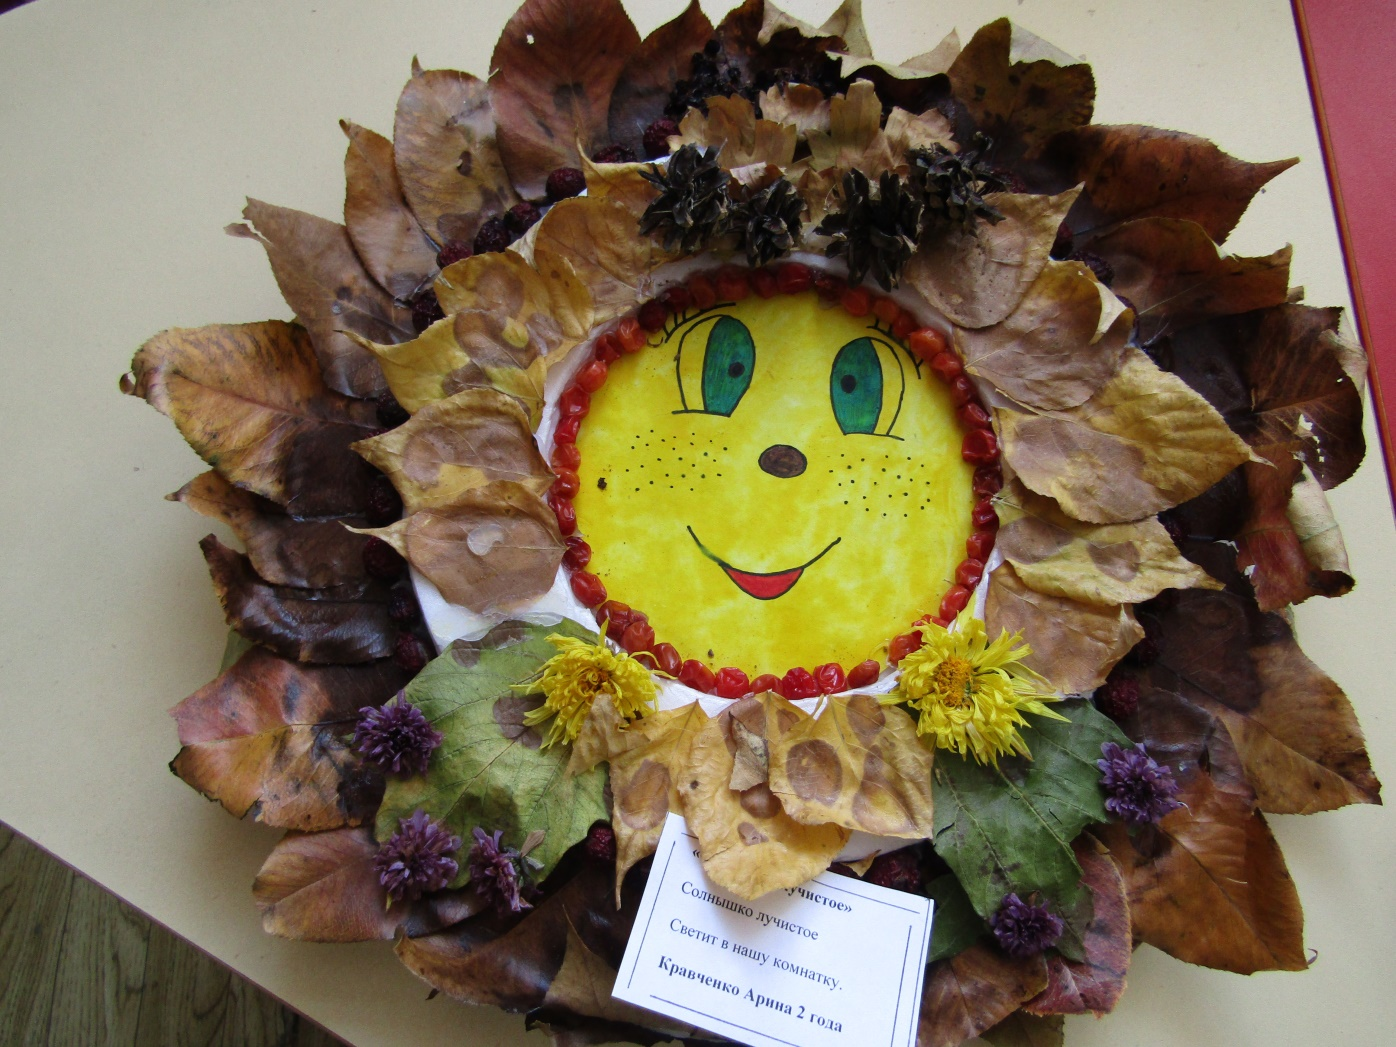 « лучистое»
Солнышко лучистое
Светит в нашу комнатку.
Кравченко Арина 2 года